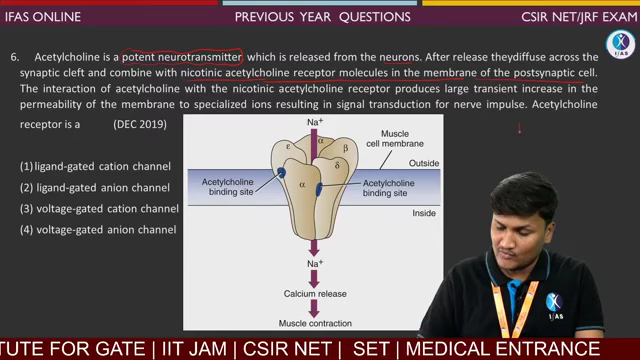 IFAS ONLINE PREVIOUS YEAR QUESTIONS CSIR NET/JRF EXAM
6. Acetylcholine is a potent neurotransmitter which is released from the neurons. After release theydiffuse across the
synaptic cleft and combine with nicotinic acetylcholine receptor molecules in the membrane of the postsynaptic cell.
The interaction of acetylcholine with the nicotinic acetylcholine receptor produces large transient increase in the
permeability of the membrane to specialized ions resulting in signal transduction for nerve impulse. Acetylcholine
receptor is a (DEC 2019)
(1) ligand-gated cation channel
(2) ligand-gated anion channel
(3) voltage-gated cation channel
(4) voltage-gated anion channel
Na+
ε α β
δ
α
Muscle
cell membrane
Outside
Acetylcholine
binding site
Acetylcholine
binding site
Inside
Na+
Calcium release
Muscle contraction
IFAS
TUTE FOR GATE | IIT JAM | CSIR NET | SET | MEDICAL ENTRANCE